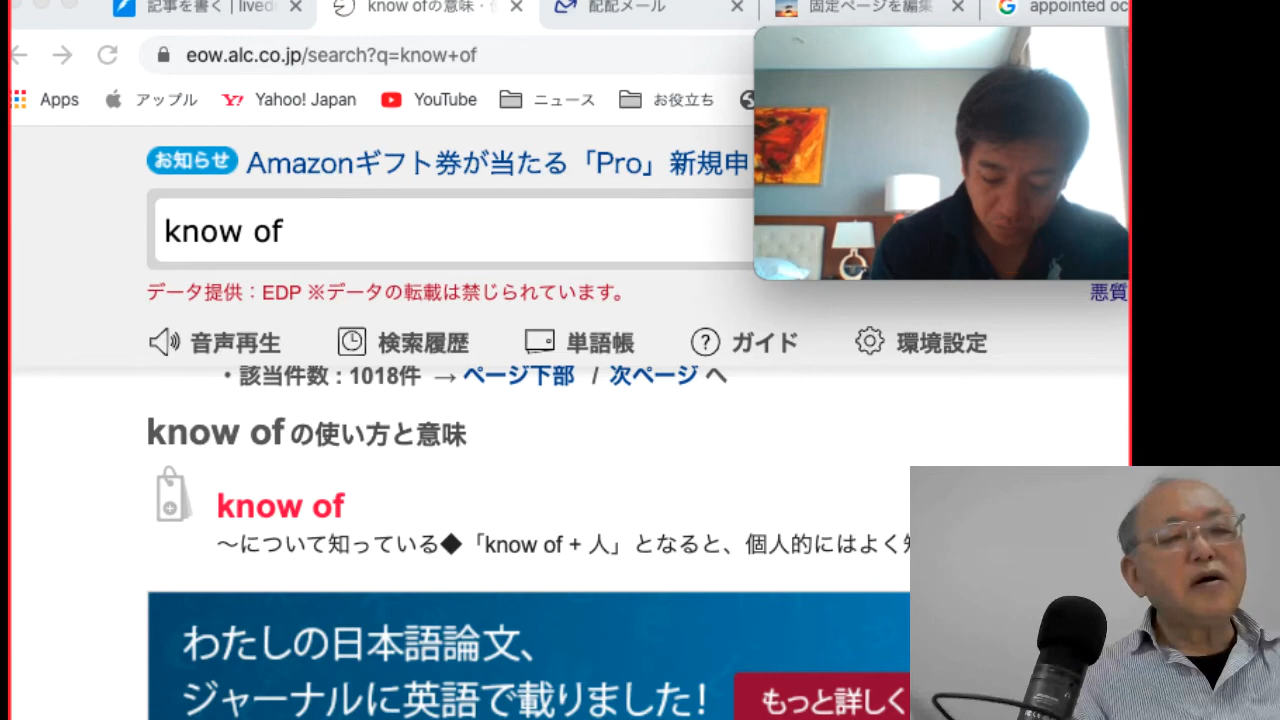 記事を書く | lived
know ofの意味・
配配メール
固定ページを編集
appointed oc
eow.alc.co.jp/search?q=know+of
Apps アップル Yahoo! Japan YouTube ニュース お役立ち
お知らせ Amazonギフト券が当たる「Pro」新規申
know of
データ提供：EDP ※データの転載は禁じられています。
悪質
音声再生 検索履歴 単語帳 ガイド 環境設定
・該当件数 : 1018件 → ページ下部 / 次ページ へ
know of の使い方と意味
know of
～について知っている◆「know of + 人」となると、個人的にはよく
わたしの日本語論文、
ジャーナルに英語で載りました！
もっと詳しく